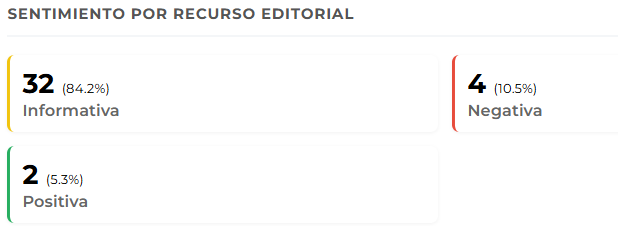 SENTIMIENTO POR RECURSO EDITORIAL
32 (84.2%)
Informativa
4 (10.5%)
Negativa
2 (5.3%)
Positiva